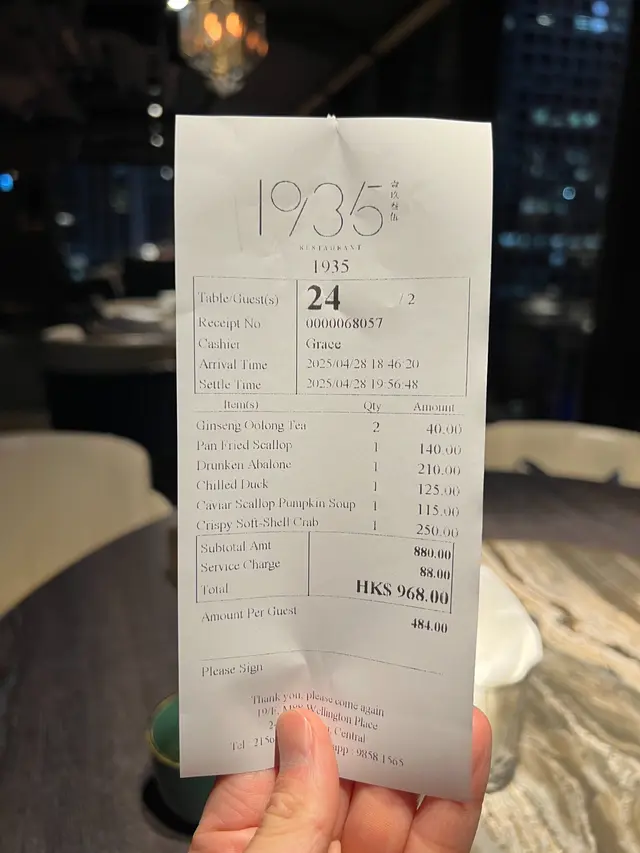 1935
壹玖叁伍
RESTAURANT
1935
Table/Guest(s) 24 / 2
Receipt No 0000068057
Cashier Grace
Arrival Time 2025/04/28 18:46:20
Settle Time 2025/04/28 19:56:48
Item(s) Qty Amount
Ginseng Oolong Tea 2 40.00
Pan Fried Scallop 1 140.00
Drunken Abalone 1 210.00
Chilled Duck 1 125.00
Caviar Scallop Pumpkin Soup 1 115.00
Crispy Soft-Shell Crab 1 250.00
Subtotal Amt 880.00
Service Charge 88.00
Total HK$ 968.00
Amount Per Guest 484.00
Please Sign
Thank you, please come again
19/F, Wellington Place
Central
Tel : 9858 1565